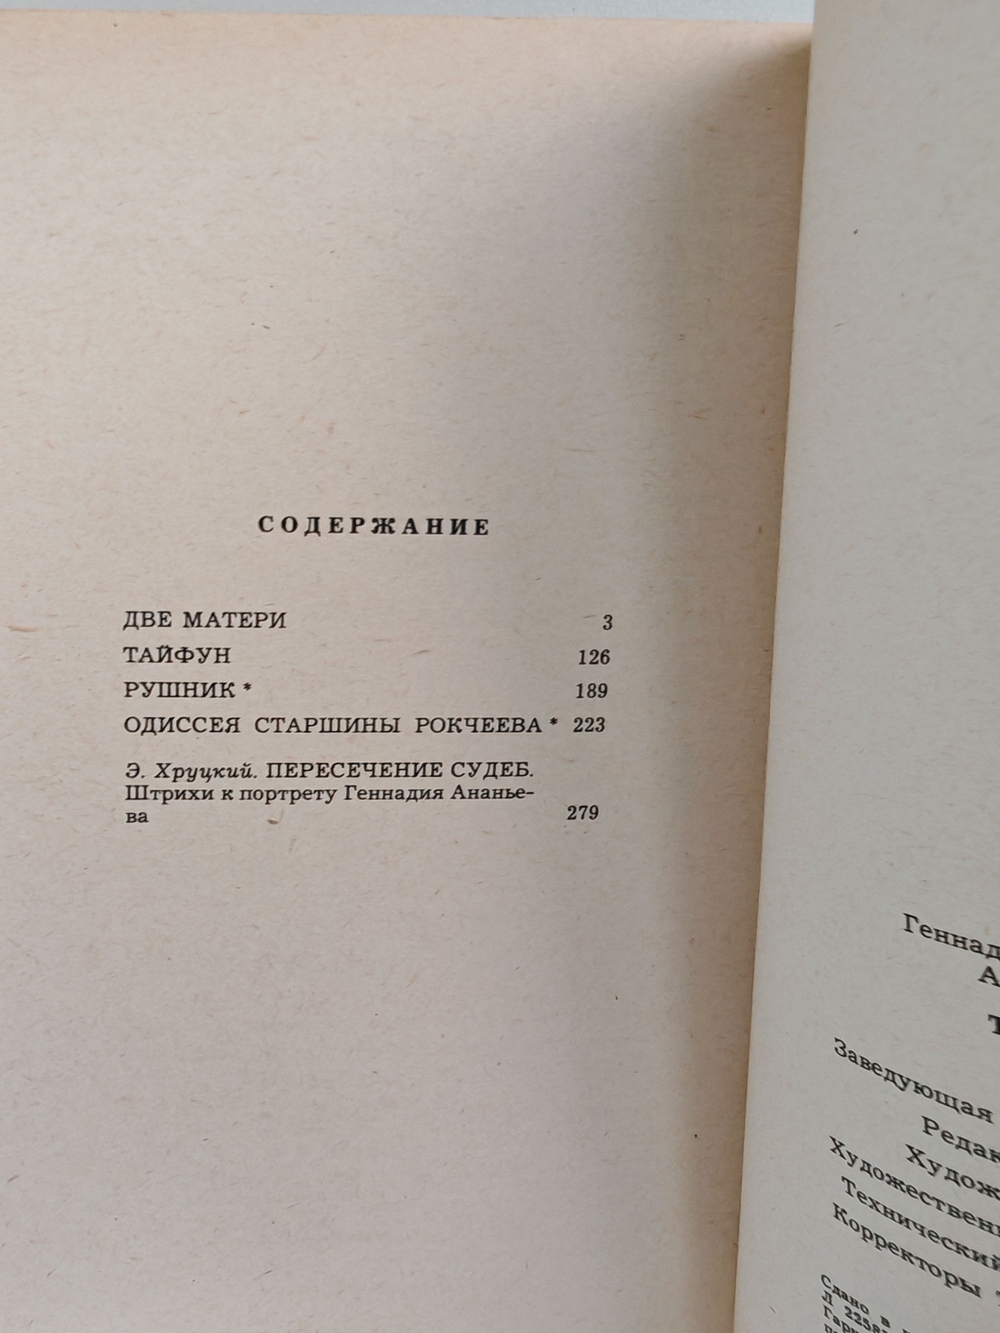 СОДЕРЖАНИЕ
ДВЕ МАТЕРИ 3
ТАЙФУН 126
РУШНИК * 189
ОДИССЕЯ СТАРШИНЫ РОКЧЕЕВА * 223
Э. Хруцкий. ПЕРЕСЕЧЕНИЕ СУДЕБ.
Штрихи к портрету Геннадия Ананье-
ва 279
Заведующая
Технический
Корректоры
Сдано в